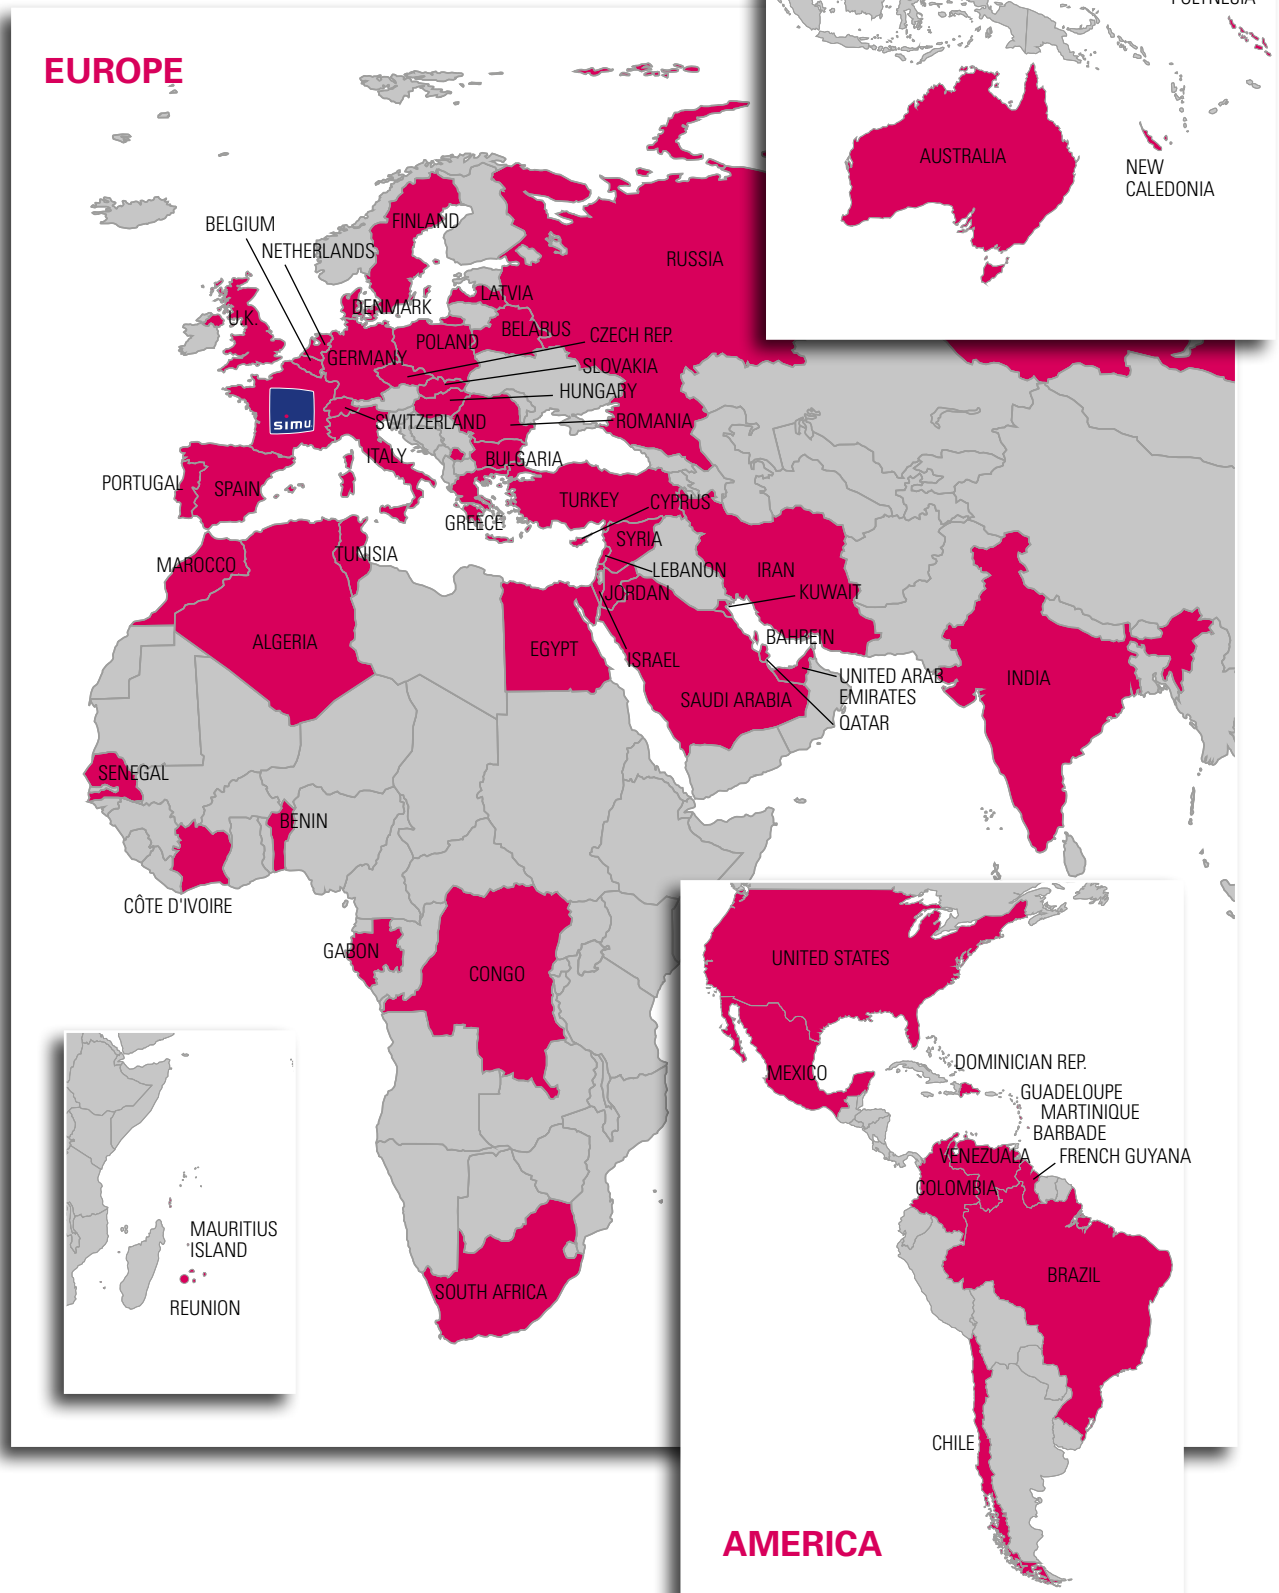 POLYNESIA
EUROPE
AUSTRALIA
NEW
CALEDONIA
BELGIUM
FINLAND
NETHERLANDS
RUSSIA
LATVIA
DENMARK
U.K.
BELARUS
CZECH REP.
POLAND
GERMANY
SLOVAKIA
HUNGARY
simu
SWITZERLAND
ROMANIA
ITALY
BULGARIA
PORTUGAL
SPAIN
TURKEY
CYPRUS
GREECE
SYRIA
TUNISIA
MAROCCO
LEBANON
IRAN
JORDAN
KUWAIT
ALGERIA
EGYPT
BAHREIN
ISRAEL
UNITED ARAB
EMIRATES
INDIA
SAUDI ARABIA
QATAR
SENEGAL
BENIN
CÔTE D'IVOIRE
GABON
CONGO
SOUTH AFRICA
MAURITIUS
ISLAND
REUNION
UNITED STATES
MEXICO
DOMINICIAN REP.
GUADELOUPE
MARTINIQUE
BARBADE
VENEZUALA
FRENCH GUYANA
COLOMBIA
BRAZIL
CHILE
AMERICA